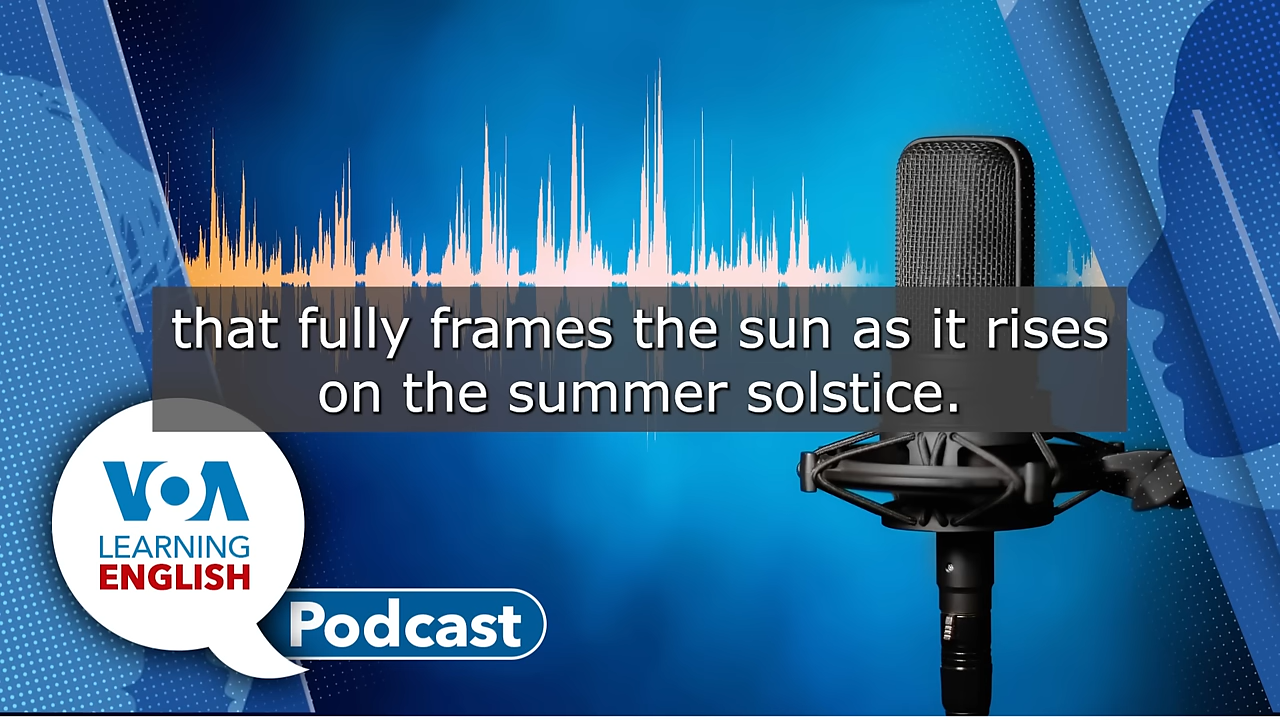 that fully frames the sun as it rises
on the summer solstice.
VOA
LEARNING
ENGLISH
Podcast